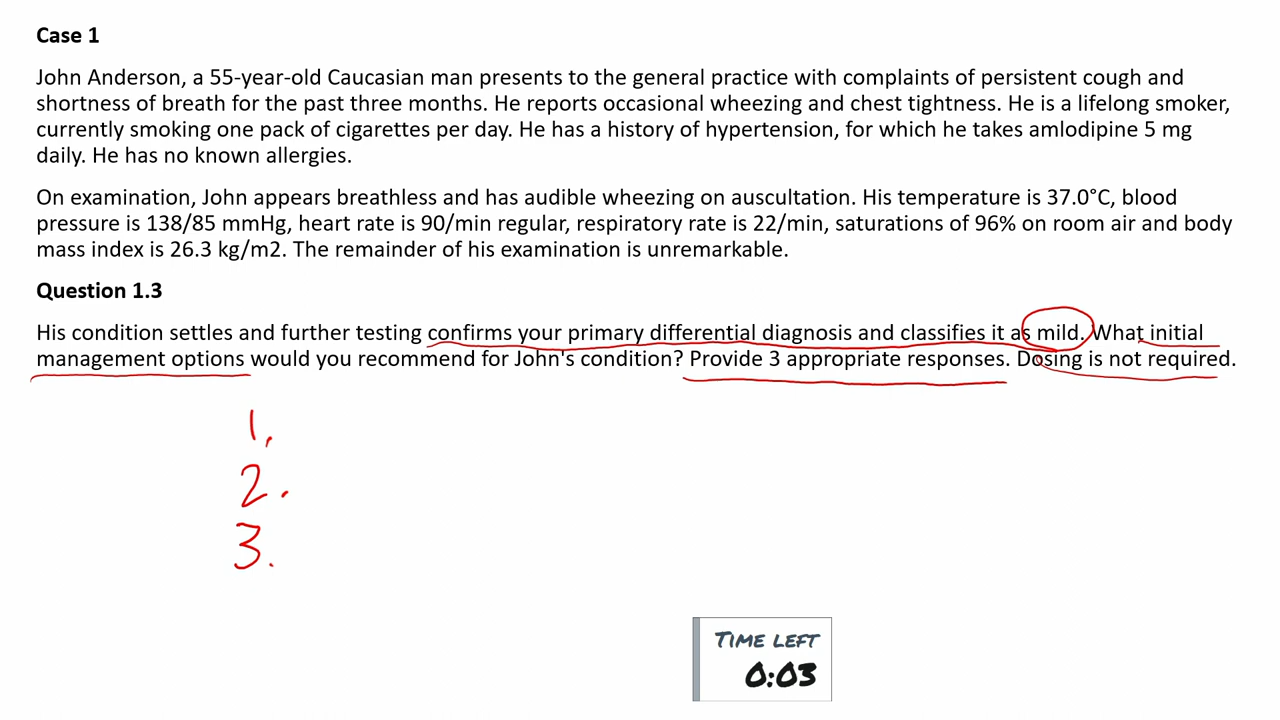 Case 1
John Anderson, a 55-year-old Caucasian man presents to the general practice with complaints of persistent cough and
shortness of breath for the past three months. He reports occasional wheezing and chest tightness. He is a lifelong smoker,
currently smoking one pack of cigarettes per day. He has a history of hypertension, for which he takes amlodipine 5 mg
daily. He has no known allergies.
On examination, John appears breathless and has audible wheezing on auscultation. His temperature is 37.0°C, blood
pressure is 138/85 mmHg, heart rate is 90/min regular, respiratory rate is 22/min, saturations of 96% on room air and body
mass index is 26.3 kg/m2. The remainder of his examination is unremarkable.
Question 1.3
His condition settles and further testing confirms your primary differential diagnosis and classifies it as mild. What initial
management options would you recommend for John's condition? Provide 3 appropriate responses. Dosing is not required.
1.
2.
3.
TIME LEFT
0:03